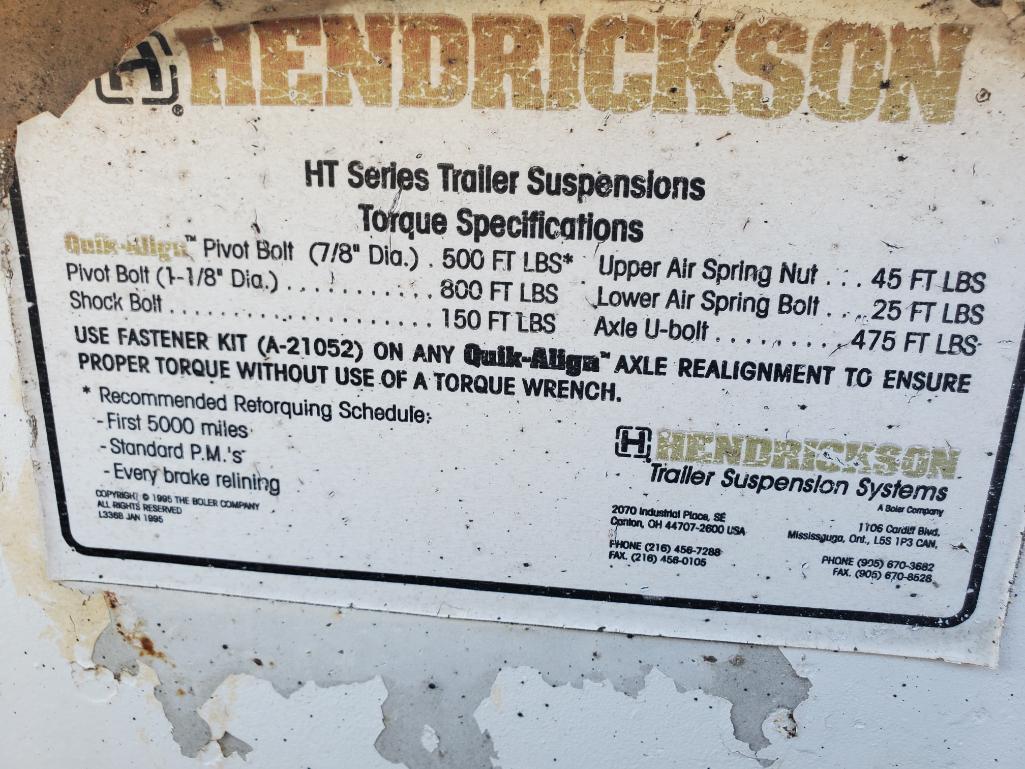 H® HENDRICKSON
HT Series Trailer Suspensions
Torque Specifications
Quik-Align™ Pivot Bolt (7/8" Dia.) . 500 FT LBS*
Pivot Bolt (1-1/8" Dia.) . . . . . . . . . . . . 800 FT LBS
Shock Bolt . . . . . . . . . . . . . . . . . . . . . 150 FT LBS
Upper Air Spring Nut . . . 45 FT LBS
Lower Air Spring Bolt . . . 25 FT LBS
Axle U-bolt . . . . . . . . . . 475 FT LBS
USE FASTENER KIT (A-21052) ON ANY Quik-Align™ AXLE REALIGNMENT TO ENSURE
PROPER TORQUE WITHOUT USE OF A TORQUE WRENCH.
* Recommended Retorquing Schedule:
- First 5000 miles
- Standard P.M.'s
- Every brake relining
COPYRIGHT © 1995 THE BOLER COMPANY
ALL RIGHTS RESERVED
L336B JAN 1995
H HENDRICKSON
Trailer Suspension Systems
A Boler Company
2070 Industrial Place, SE
Canton, OH 44707-2600 USA
PHONE (216) 456-7288
FAX. (216) 456-0105
1106 Cardiff Blvd.
Mississauga, Ont., L5S 1P3 CAN.
PHONE (905) 670-3682
FAX. (905) 670-8526